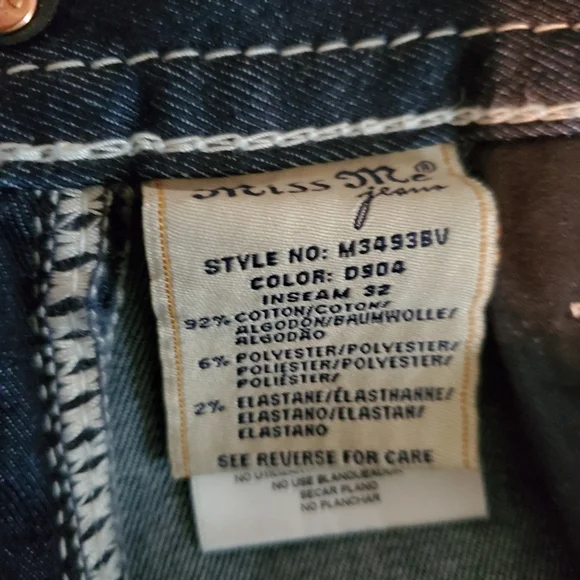 Miss Me®
jeans
STYLE NO: M3493BV
COLOR: D904
INSEAM 32
92% COTTON/COTON/
ALGODÓN/BAUMWOLLE/
ALGODÃO
6% POLYESTER/POLYESTER/
POLIÉSTER/POLYESTER/
POLIÉSTER/
2% ELASTANE/ÉLASTHANNE/
ELASTANO/ELASTAN/
ELASTANO
SEE REVERSE FOR CARE
NO USE BLANQUEADOR
SECAR PLANO
NO PLANCHAR